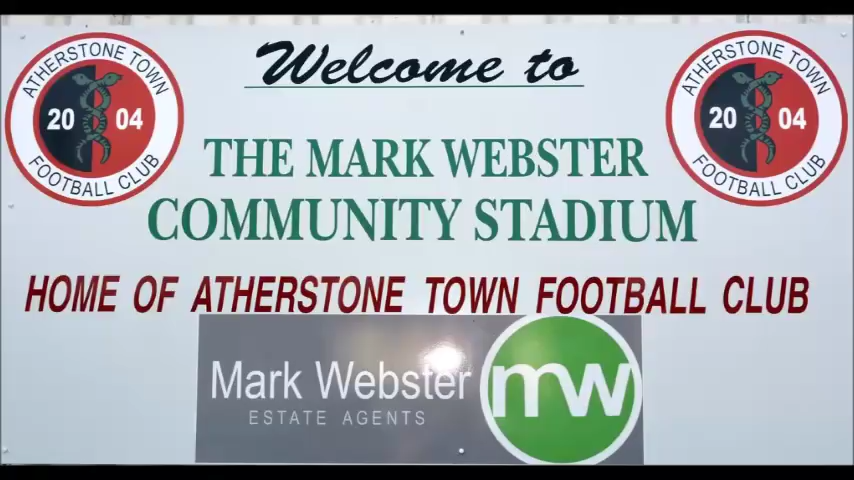 Welcome to
ATHERSTONE TOWN
20 04
FOOTBALL CLUB
ATHERSTONE TOWN
20 04
FOOTBALL CLUB
THE MARK WEBSTER
COMMUNITY STADIUM
HOME OF ATHERSTONE TOWN FOOTBALL CLUB
Mark Webster
ESTATE AGENTS
mw